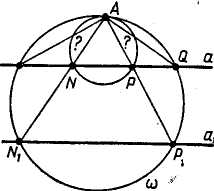 A
? ?
N P Q a
N₁ P₁ a₁
ω